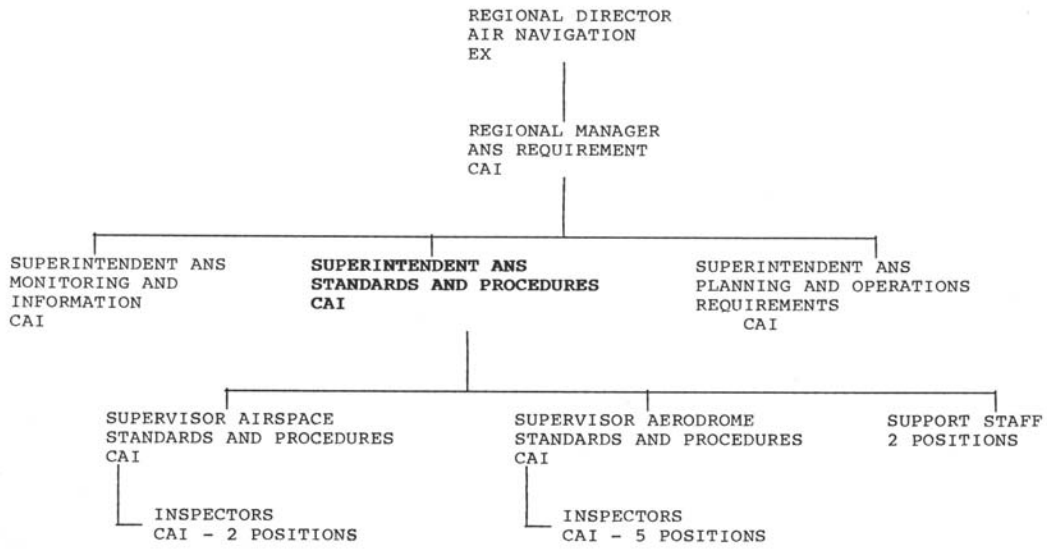 REGIONAL DIRECTOR
AIR NAVIGATION
EX
REGIONAL MANAGER
ANS REQUIREMENT
CAI
SUPERINTENDENT ANS
MONITORING AND
INFORMATION
CAI
SUPERINTENDENT ANS
STANDARDS AND PROCEDURES
CAI
SUPERINTENDENT ANS
PLANNING AND OPERATIONS
REQUIREMENTS
CAI
SUPERVISOR AIRSPACE
STANDARDS AND PROCEDURES
CAI
INSPECTORS
CAI - 2 POSITIONS
SUPERVISOR AERODROME
STANDARDS AND PROCEDURES
CAI
INSPECTORS
CAI - 5 POSITIONS
SUPPORT STAFF
2 POSITIONS